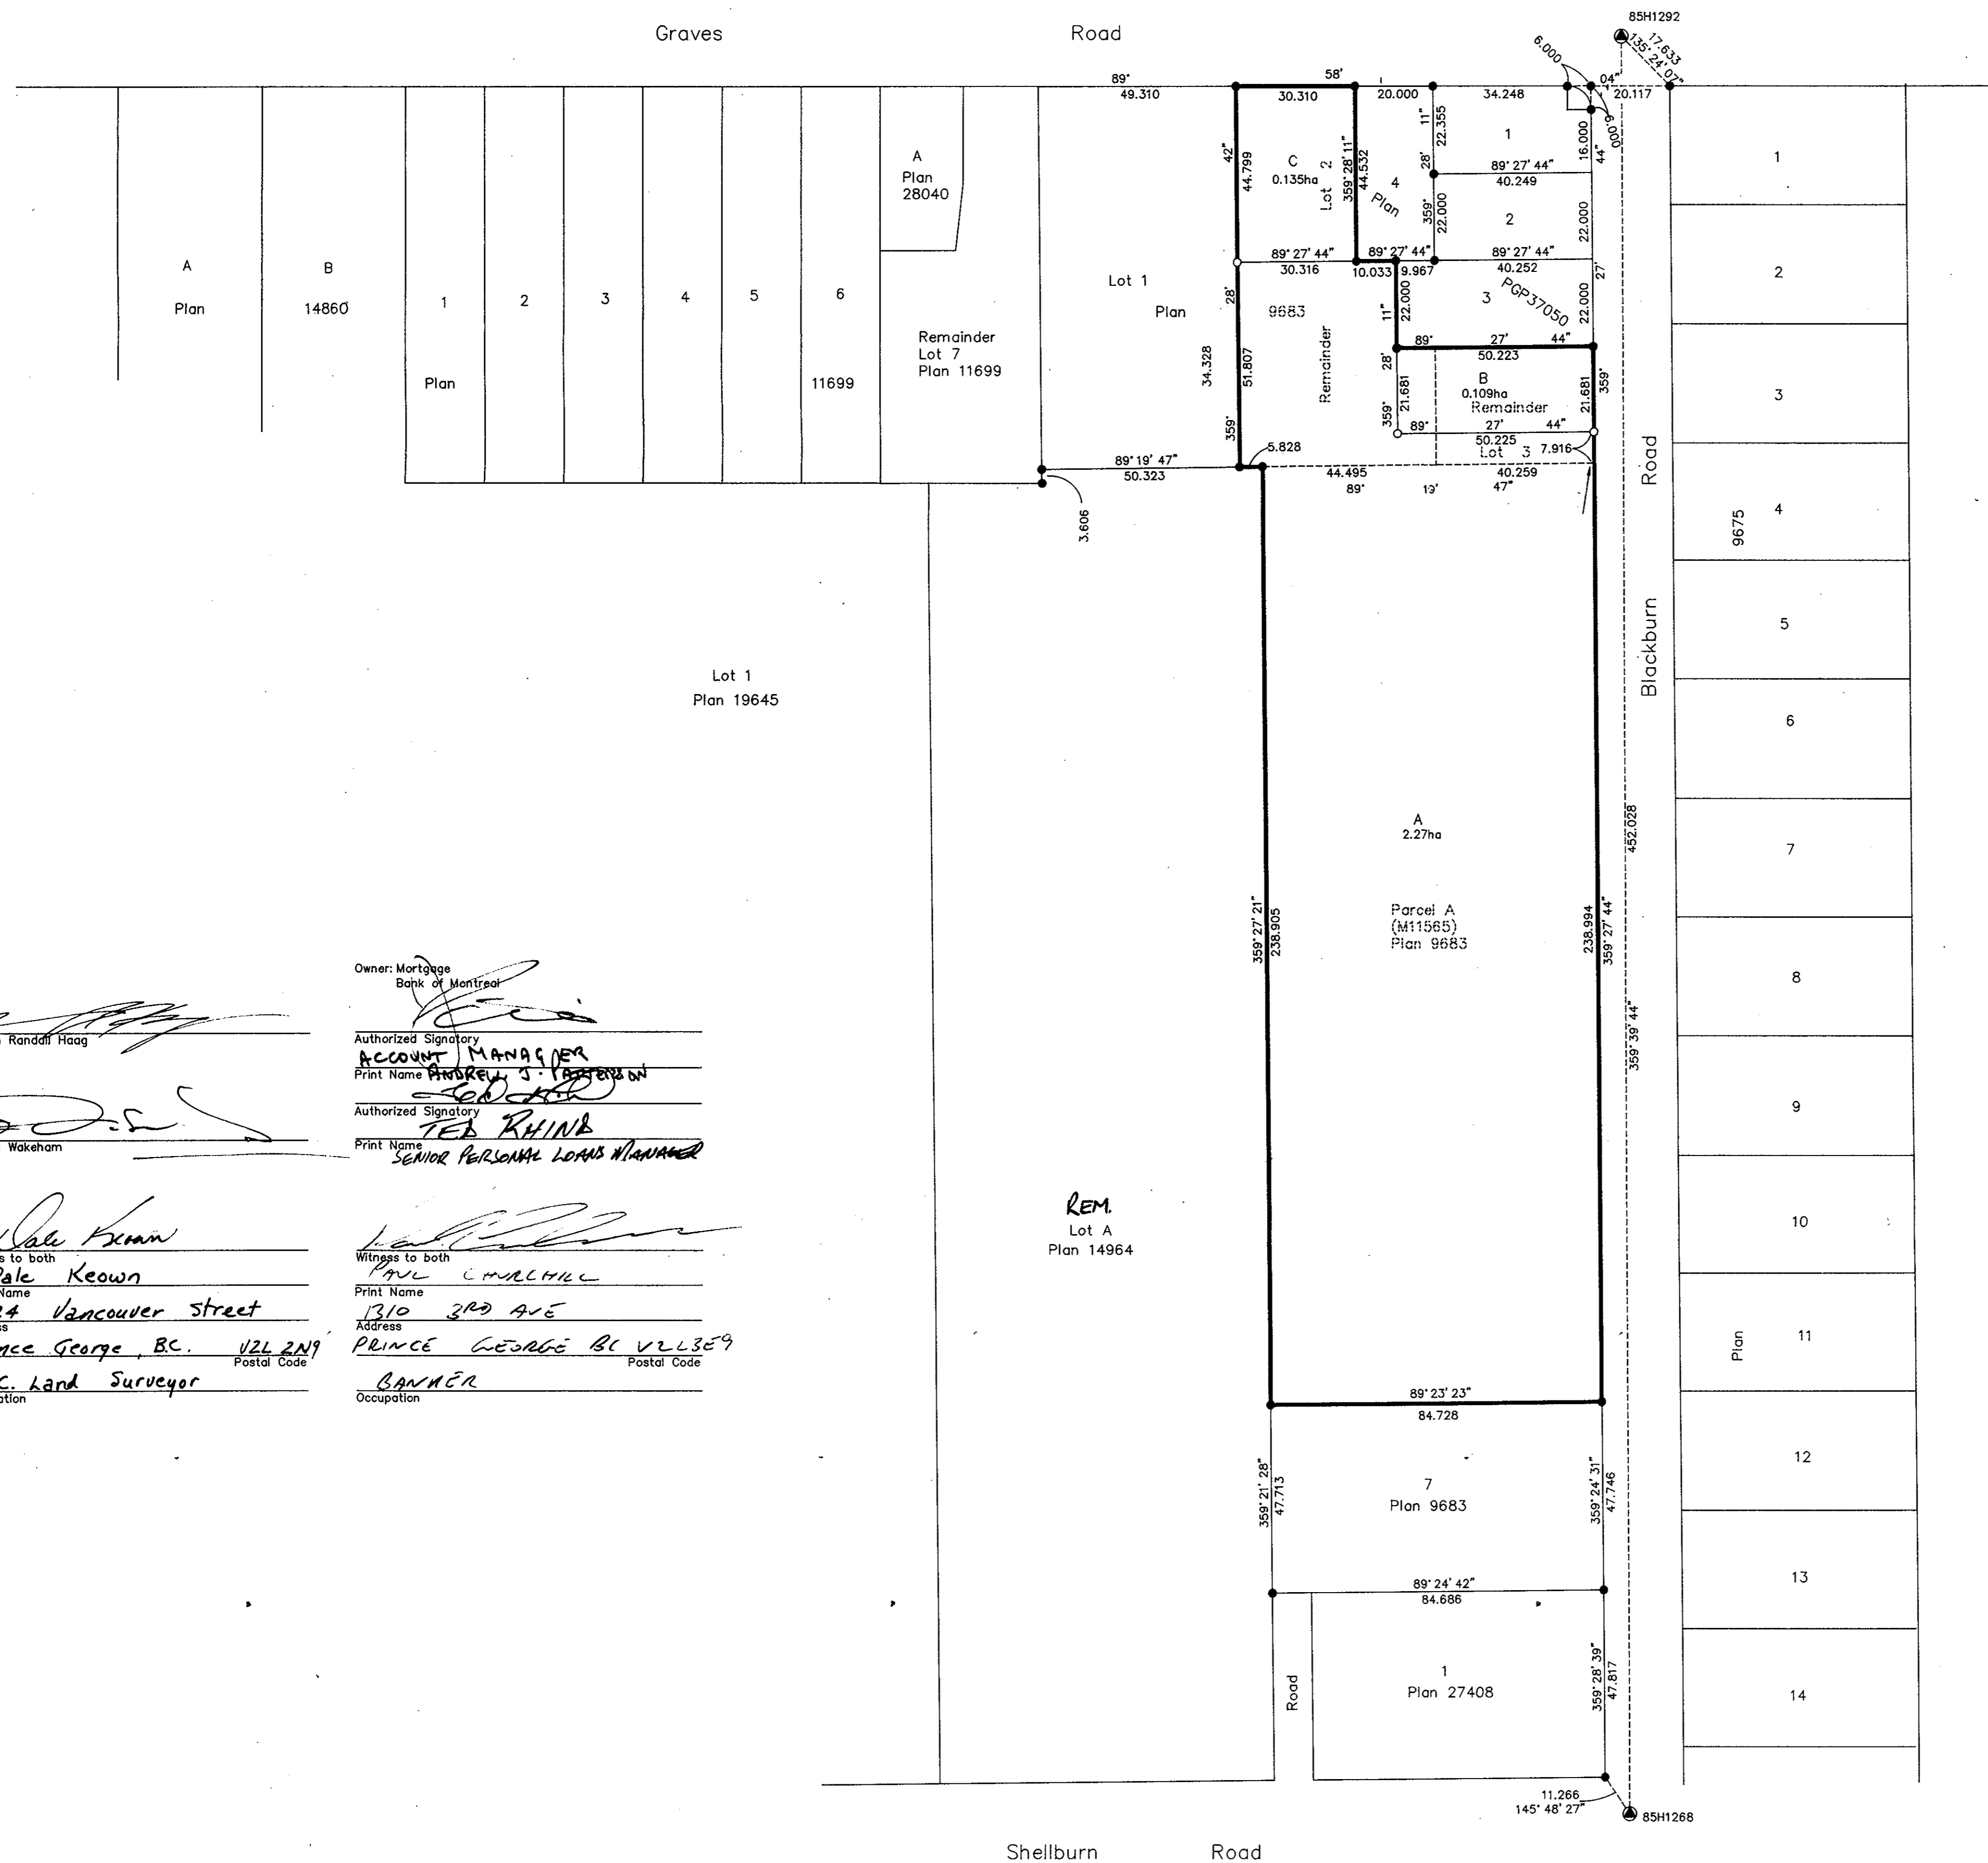 Graves Road
85H1292
17.633
135° 24' 07"
6.000
89° 58' 04"
49.310
30.310
20.000
34.248
20.117
6.000
A
Plan
28040
42"
44.799
C
0.135ha
Lot 2
359° 28' 11"
44.532
4
Plan
11"
22.355
28'
1
16.000
44"
89° 27' 44"
40.249
359°
22.000
2
22.000
1
89° 27' 44"
30.316
89° 27' 44"
10.033
9.967
89° 27' 44"
40.252
27'
2
A
Plan
B
14860
1
2
3
4
5
6
Plan
11699
Remainder
Lot 7
Plan 11699
Lot 1
Plan
9683
28'
34.328
51.807
359°
Remainder
11"
22.000
3
PGP37050
22.000
89° 27' 44"
50.223
28'
21.681
359°
B
0.109ha
Remainder
21.681
359°
89° 27' 44"
50.225
Lot 3
7.916
3
89° 19' 47"
50.323
5.828
44.495
40.259
89° 19' 47"
3.606
Blackburn Road
9675
4
5
6
7
8
9
10
11
12
13
14
Plan
Lot 1
Plan 19645
452.028
359° 39' 44"
A
2.27ha
Parcel A
(M11565)
Plan 9683
359° 27' 21"
238.905
238.994
359° 27' 44"
REM.
Lot A
Plan 14964
89° 23' 23"
84.728
359° 21' 28"
47.713
7
Plan 9683
359° 24' 31"
47.746
89° 24' 42"
84.686
Road
1
Plan 27408
359° 28' 39"
47.817
11.266
145° 48' 27"
85H1268
Shellburn Road
Randall Haag
Wakeham
s to both
Dale Keown
Name
24 Vancouver Street
nce George, B.C. V2L 2N9
Postal Code
C. Land Surveyor
ation
Owner: Mortgage
Bank of Montreal
Authorized Signatory
ACCOUNT MANAGER
Print Name ANDREW J. PATTERSON
Authorized Signatory
TED RHIND
Print Name
SENIOR PERSONAL LOANS MANAGER
Witness to both
PAUL CHURCHILL
Print Name
1310 3RD AVE
Address
PRINCE GEORGE BC V2L3E9
Postal Code
BANKER
Occupation